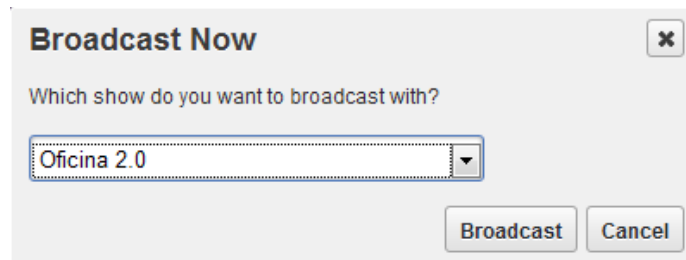 Broadcast Now
Which show do you want to broadcast with?
Oficina 2.0
Broadcast Cancel